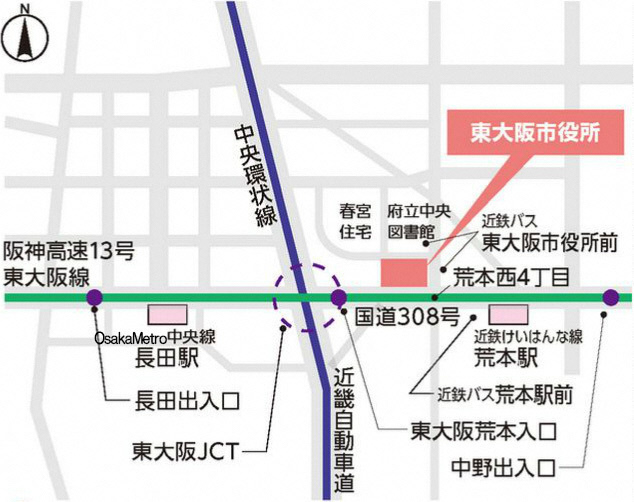 N
東大阪市役所
中央環状線
春宮
住宅
府立中央
図書館
近鉄バス
東大阪市役所前
阪神高速13号
東大阪線
荒本西4丁目
国道308号
OsakaMetro中央線
長田駅
近鉄けいはんな線
荒本駅
長田出入口
近鉄バス荒本駅前
東大阪JCT
近畿自動車道
東大阪荒本入口
中野出入口